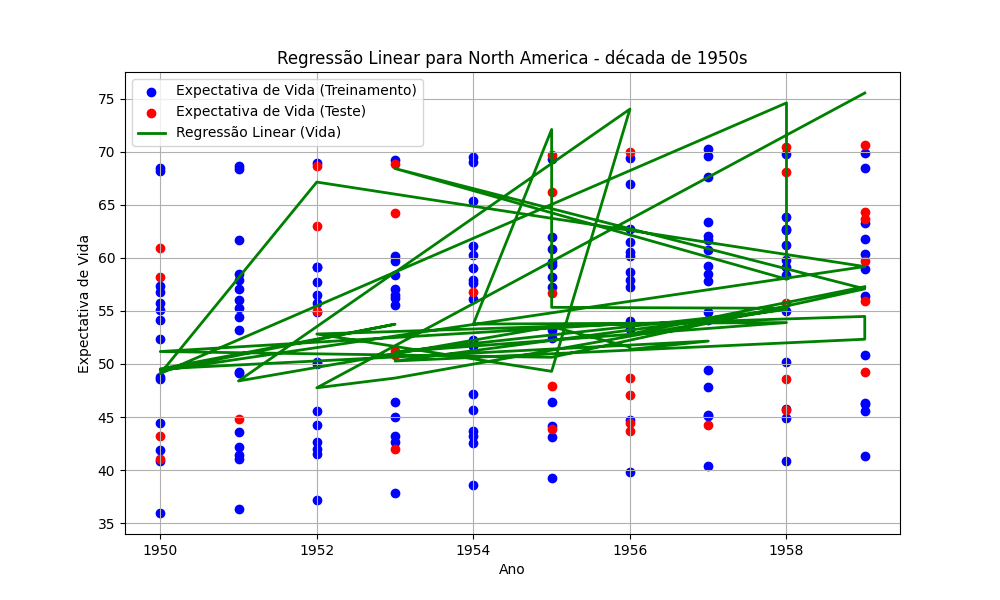 Regressão Linear para North America - década de 1950s
Expectativa de Vida (Treinamento)
Expectativa de Vida (Teste)
Regressão Linear (Vida)
Expectativa de Vida
75
70
65
60
55
50
45
40
35
1950
1952
1954
1956
1958
Ano